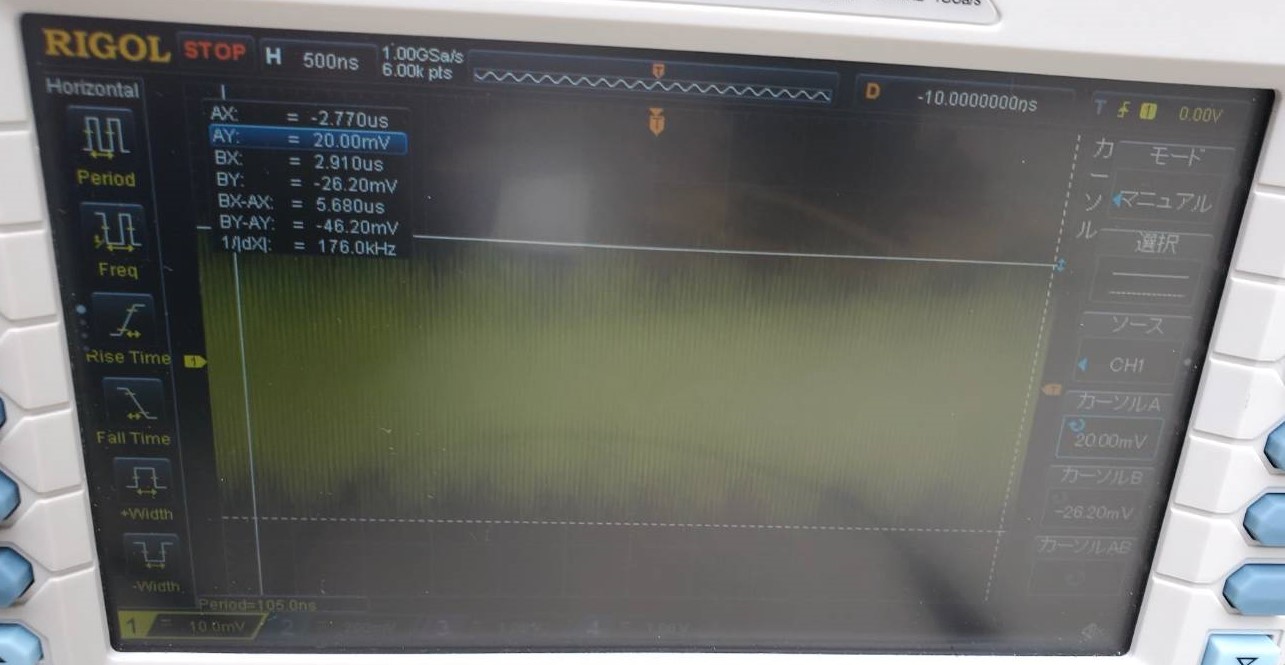 RIGOL STOP H 500ns 1.00GSa/s 6.00k pts T D -10.0000000ns T 1 0.00V
Horizontal
Period
Freq
Rise Time
Fall Time
+Width
-Width
AX: = -2.770us
AY: = 20.00mV
BX: = 2.910us
BY: = -26.20mV
BX-AX: = 5.680us
BY-AY: = -46.20mV
1/|dX|: = 176.0kHz
T
1
T
カーソル
モード
マニュアル
選択
ソース
CH1
カーソルA
20.00mV
カーソルB
-26.20mV
カーソルAB
Period=105.0ns
1 = 10.0mV 2 3 4